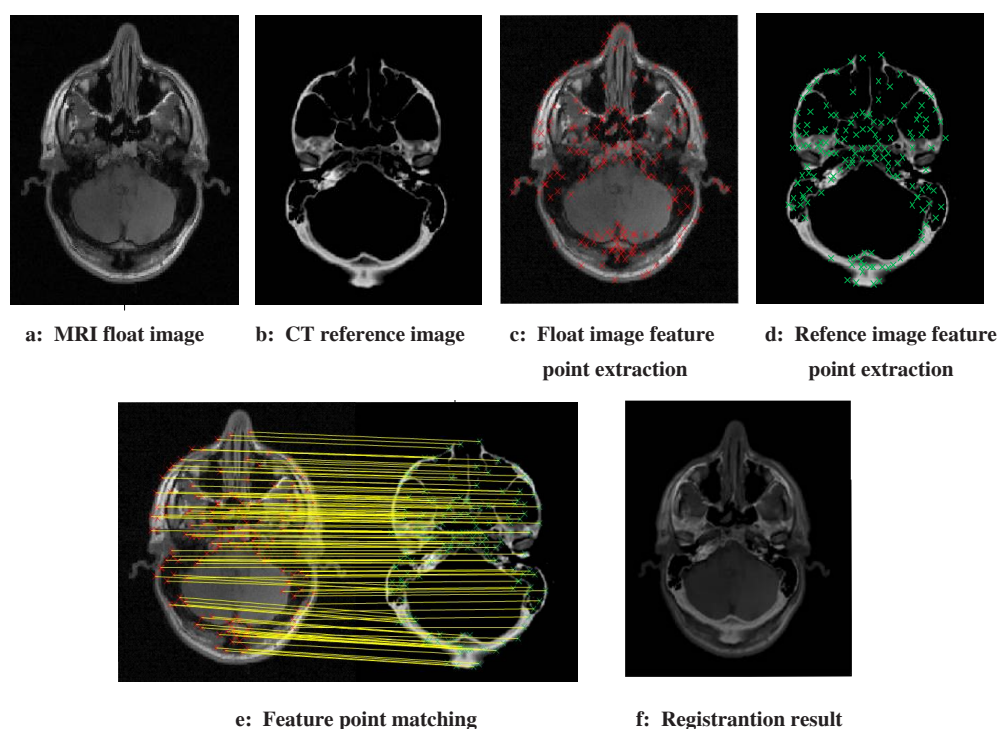 a: MRI float image
b: CT reference image
c: Float image feature
point extraction
d: Refence image feature
point extraction
e: Feature point matching
f: Registrantion result